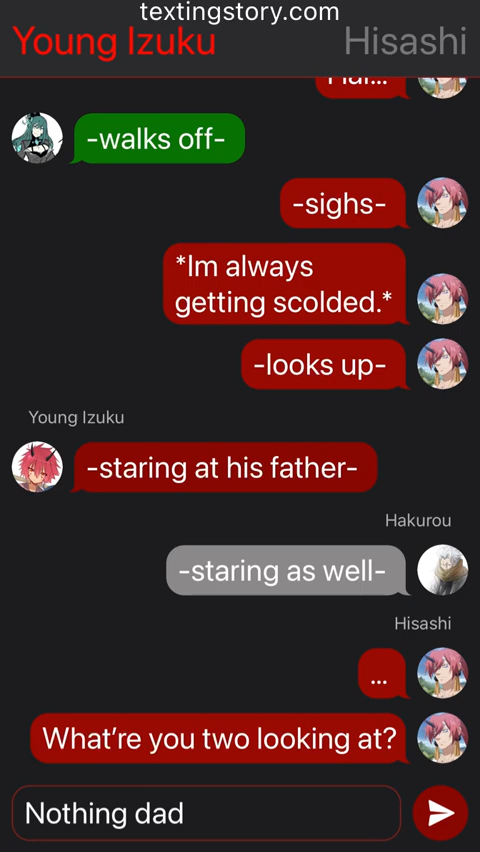 textingstory.com
Young Izuku
Hisashi
-walks off-
-sighs-
*Im always
getting scolded.*
-looks up-
Young Izuku
-staring at his father-
Hakurou
-staring as well-
Hisashi
...
What’re you two looking at?
Nothing dad